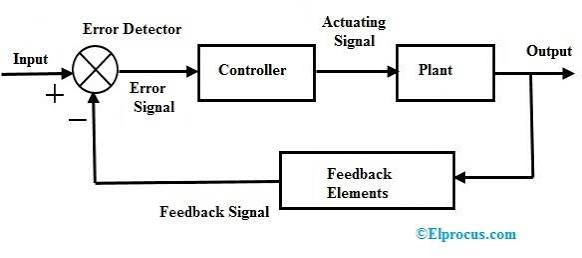 Error Detector
Actuating
Signal
Input
Output
Controller
Plant
+
Error
Signal
−
Feedback
Elements
Feedback Signal
©Elprocus.com